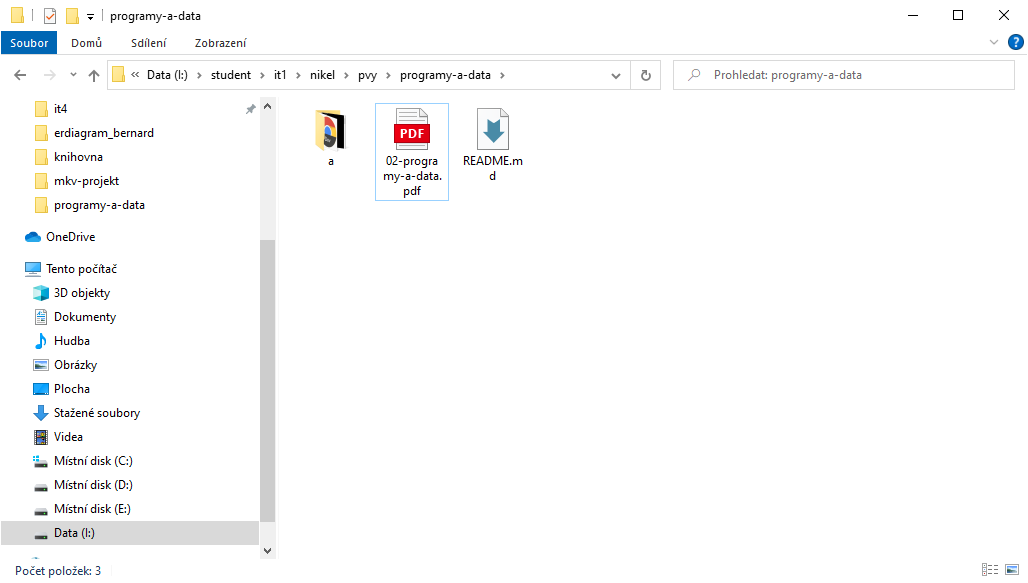 programy-a-data
Soubor Domů Sdílení Zobrazení ?
« Data (I:) > student > it1 > nikel > pvy > programy-a-data > Prohledat: programy-a-data
it4
erdiagram_bernard
knihovna
mkv-projekt
programy-a-data
OneDrive
Tento počítač
3D objekty
Dokumenty
Hudba
Obrázky
Plocha
Stažené soubory
Videa
Místní disk (C:)
Místní disk (D:)
Místní disk (E:)
Data (I:)
a
PDF
02-progra
my-a-data.
pdf
README.m
d
Počet položek: 3